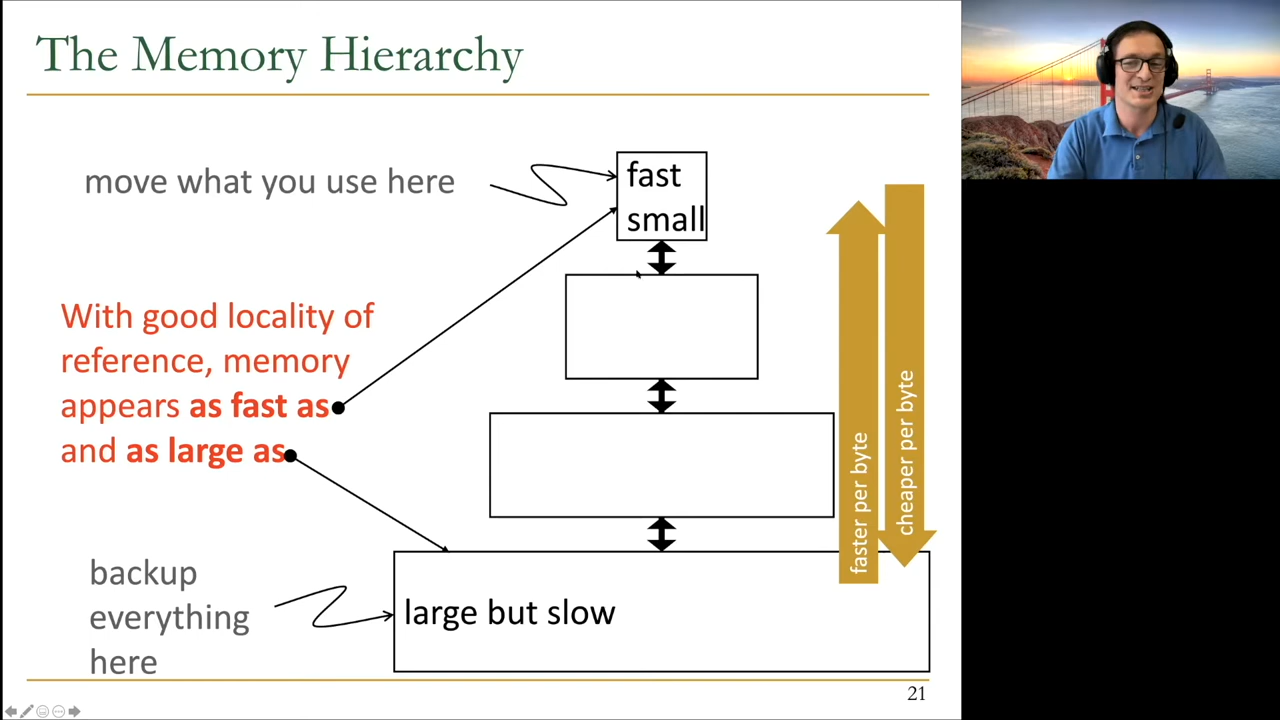 The Memory Hierarchy
move what you use here
fast
small
With good locality of
reference, memory
appears as fast as
and as large as
faster per byte
cheaper per byte
backup
everything
here
large but slow
21